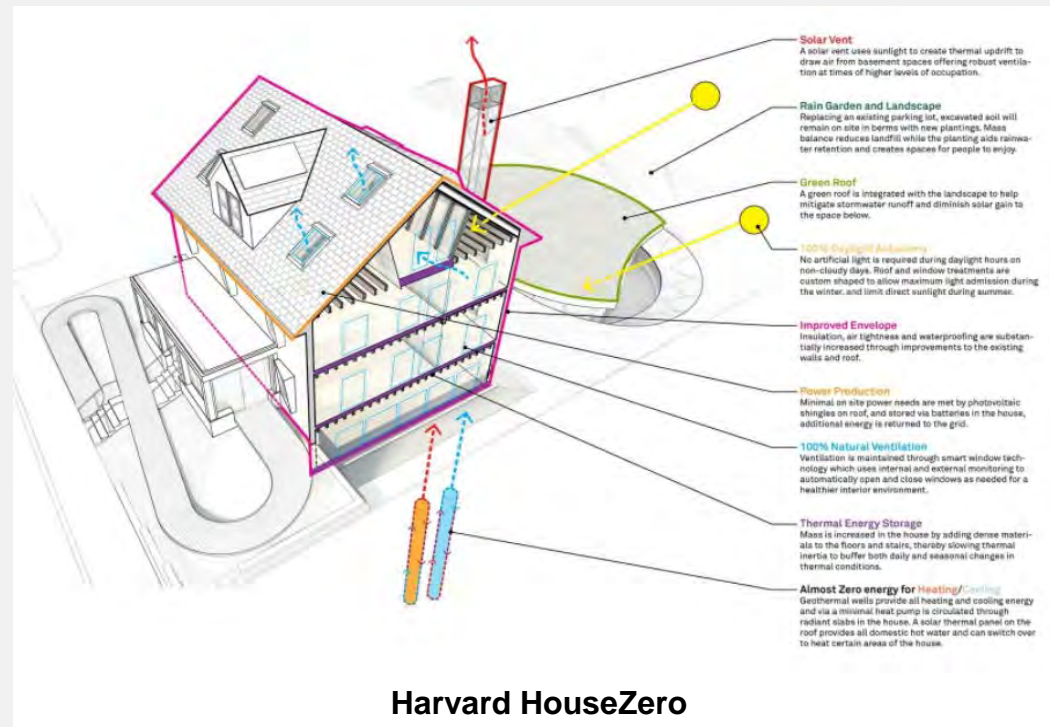 Solar Vent
A solar vent uses sunlight to create thermal updrift to
draw air from basement spaces offering robust ventila-
tion at times of higher levels of occupation.
Rain Garden and Landscape
Replacing an existing parking lot, excavated soil will
remain on site in berms with new plantings. Mass
balance reduces landfill while the planting aids rainwa-
ter retention and creates spaces for people to enjoy.
Green Roof
A green roof is integrated with the landscape to help
mitigate stormwater runoff and diminish solar gain to
the space below.
100% Daylight Autonomy
No artificial light is required during daylight hours on
non-cloudy days. Roof and window treatments are
custom shaped to allow maximum light admission during
the winter, and limit direct sunlight during summer.
Improved Envelope
Insulation, air tightness and waterproofing are substan-
tially increased through improvements to the existing
walls and roof.
Power Production
Minimal on site power needs are met by photovoltaic
shingles on roof, and stored via batteries in the house,
additional energy is returned to the grid.
100% Natural Ventilation
Ventilation is maintained through smart window tech-
nology which uses internal and external monitoring to
automatically open and close windows as needed for a
healthier interior environment.
Thermal Energy Storage
Mass is increased in the house by adding dense materi-
als to the floors and stairs, thereby slowing thermal
inertia to buffer both daily and seasonal changes in
thermal conditions.
Almost Zero energy for Heating/Cooling
Geothermal wells provide all heating and cooling energy
and via a minimal heat pump is circulated through
radiant slabs in the house. A solar thermal panel on the
roof provides all domestic hot water and can switch over
to heat certain areas of the house.
Harvard HouseZero